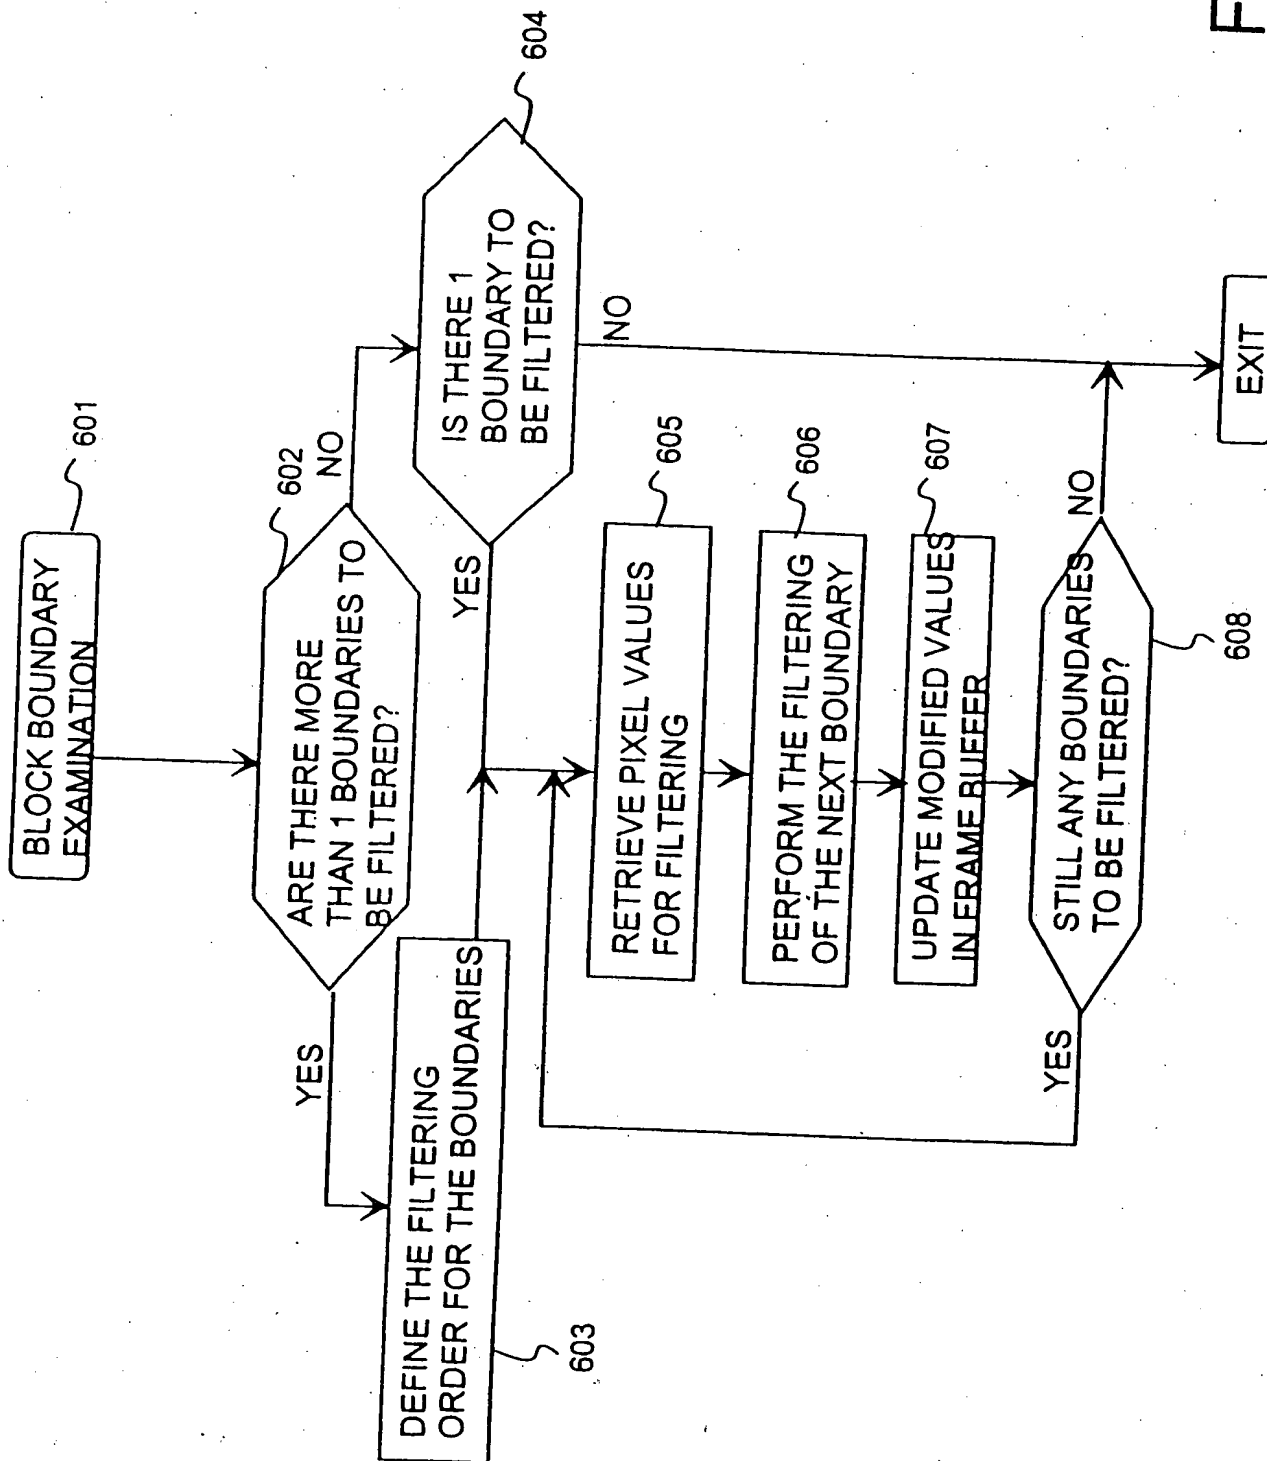 BLOCK BOUNDARY
EXAMINATION
601
ARE THERE MORE
THAN 1 BOUNDARIES TO
BE FILTERED?
602
NO
YES
IS THERE 1
BOUNDARY TO
BE FILTERED?
604
YES
NO
DEFINE THE FILTERING
ORDER FOR THE BOUNDARIES
603
RETRIEVE PIXEL VALUES
FOR FILTERING
605
PERFORM THE FILTERING
OF THE NEXT BOUNDARY
606
UPDATE MODIFIED VALUES
IN FRAME BUFFER
607
STILL ANY BOUNDARIES
TO BE FILTERED?
608
NO
YES
EXIT
F